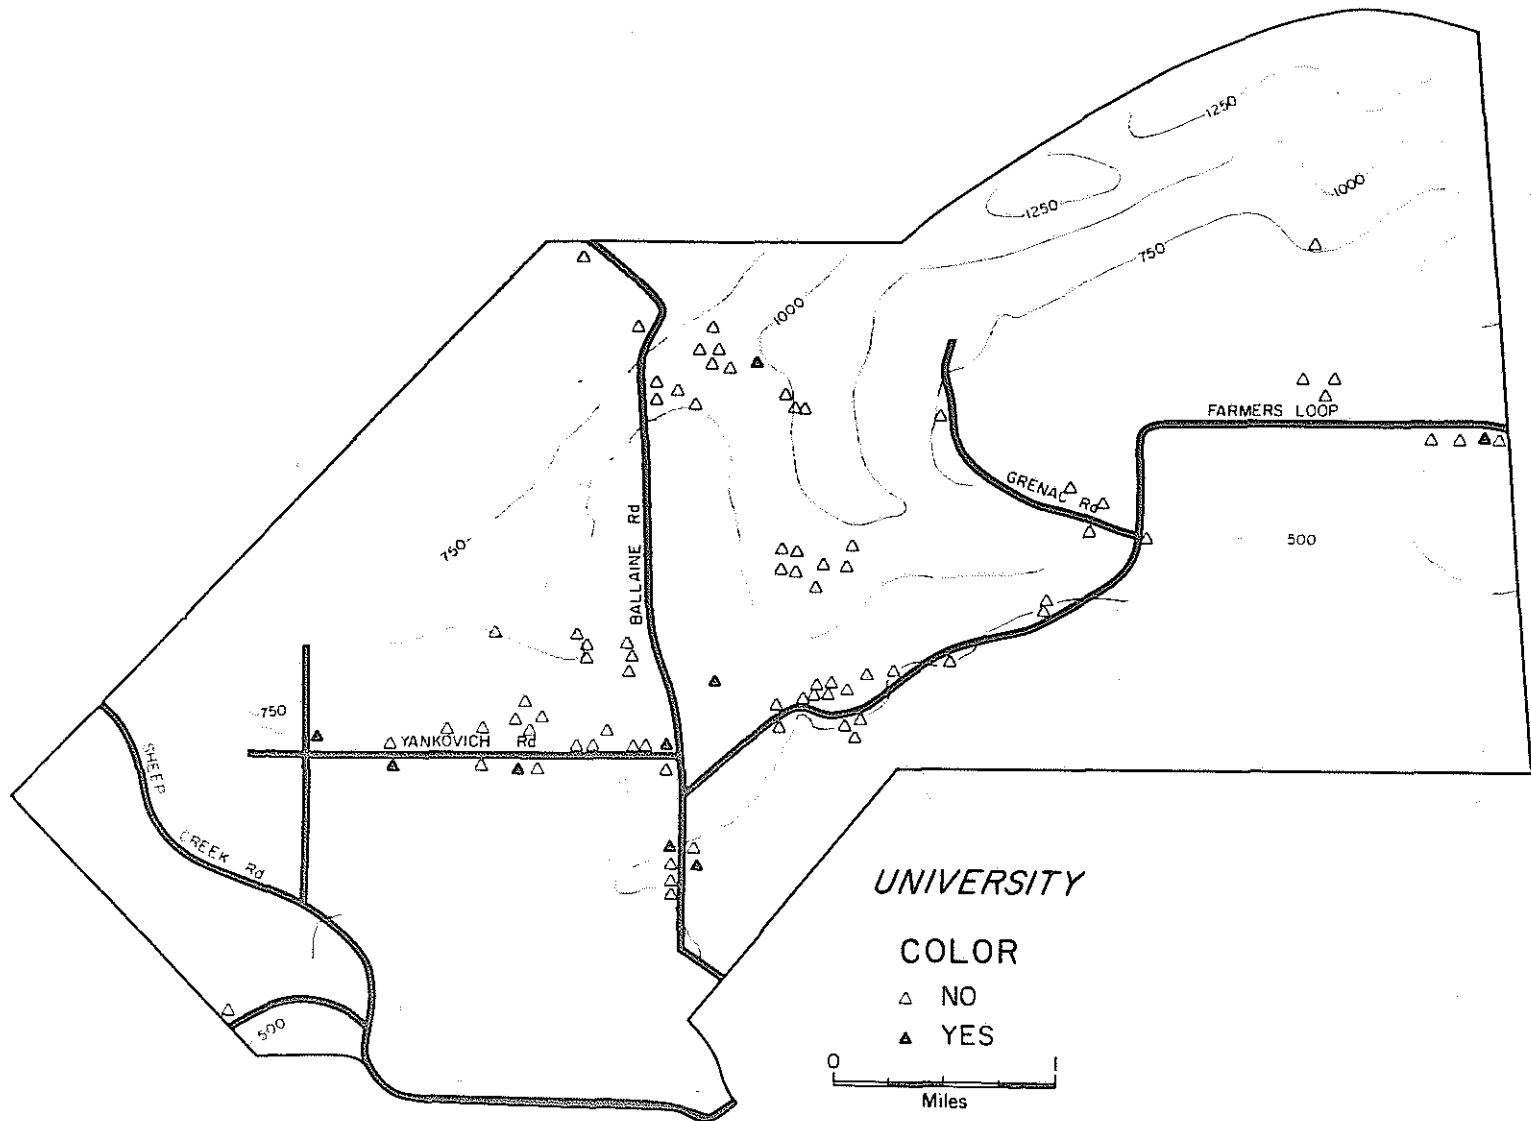 1250
1250
1000
750
1000
FARMERS LOOP
GRENAC Rd
500
750
BALLAINE Rd
750
YANKOVICH Rd
SHEEP
CREEK Rd
500
UNIVERSITY
COLOR
NO
YES
0 1
Miles